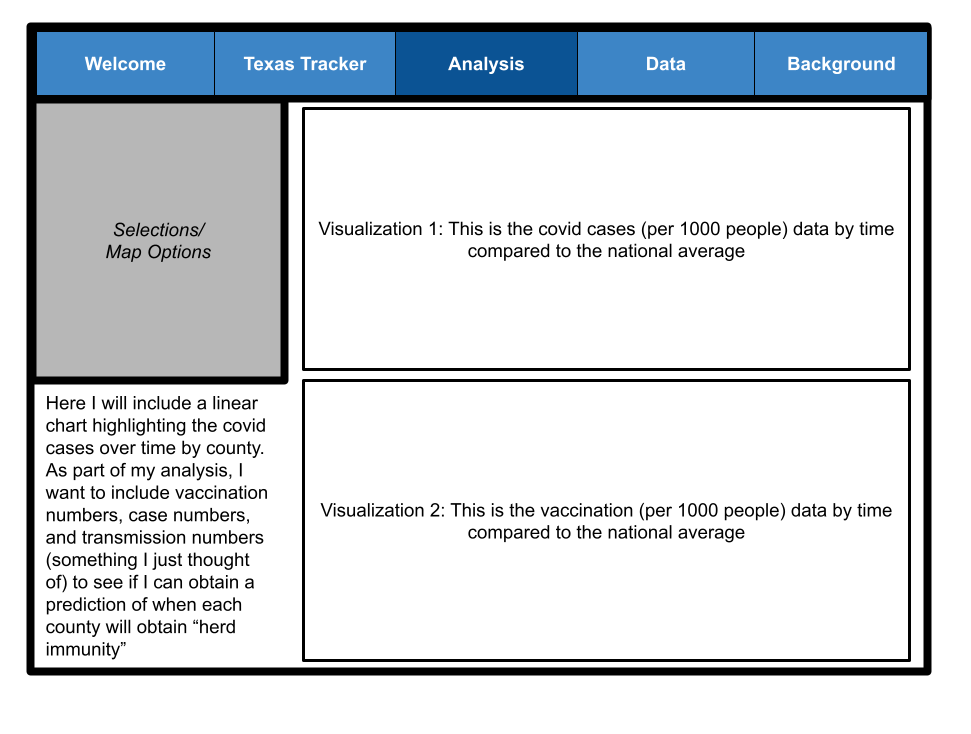 Welcome
Texas Tracker
Analysis
Data
Background
Selections/
Map Options
Here I will include a linear
chart highlighting the covid
cases over time by county.
As part of my analysis, I
want to include vaccination
numbers, case numbers,
and transmission numbers
(something I just thought
of) to see if I can obtain a
prediction of when each
county will obtain “herd
immunity”
Visualization 1: This is the covid cases (per 1000 people) data by time
compared to the national average
Visualization 2: This is the vaccination (per 1000 people) data by time
compared to the national average